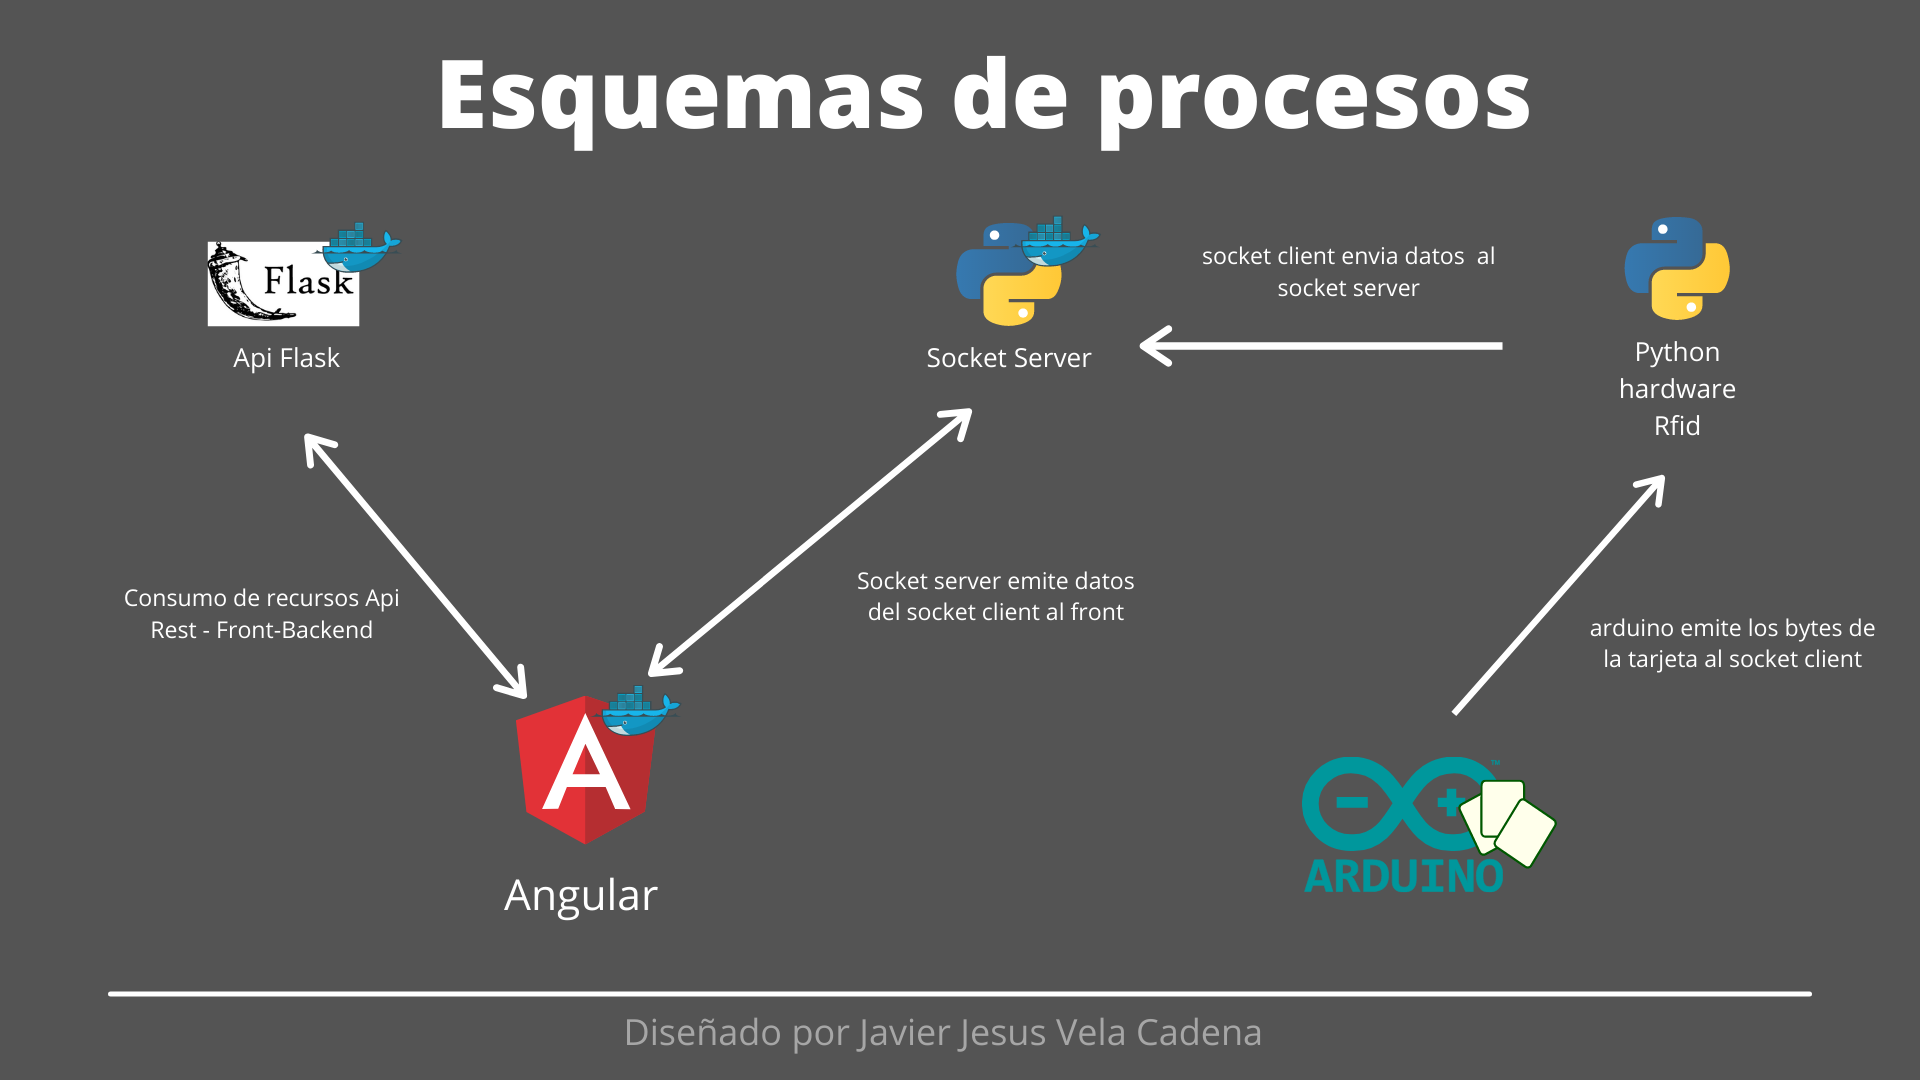 Esquemas de procesos
Flask
Api Flask
Socket Server
socket client envia datos  al
socket server
Python
hardware
Rfid
Consumo de recursos Api
Rest - Front-Backend
Socket server emite datos
del socket client al front
arduino emite los bytes de
la tarjeta al socket client
Angular
TM
ARDUINO
Diseñado por Javier Jesus Vela Cadena